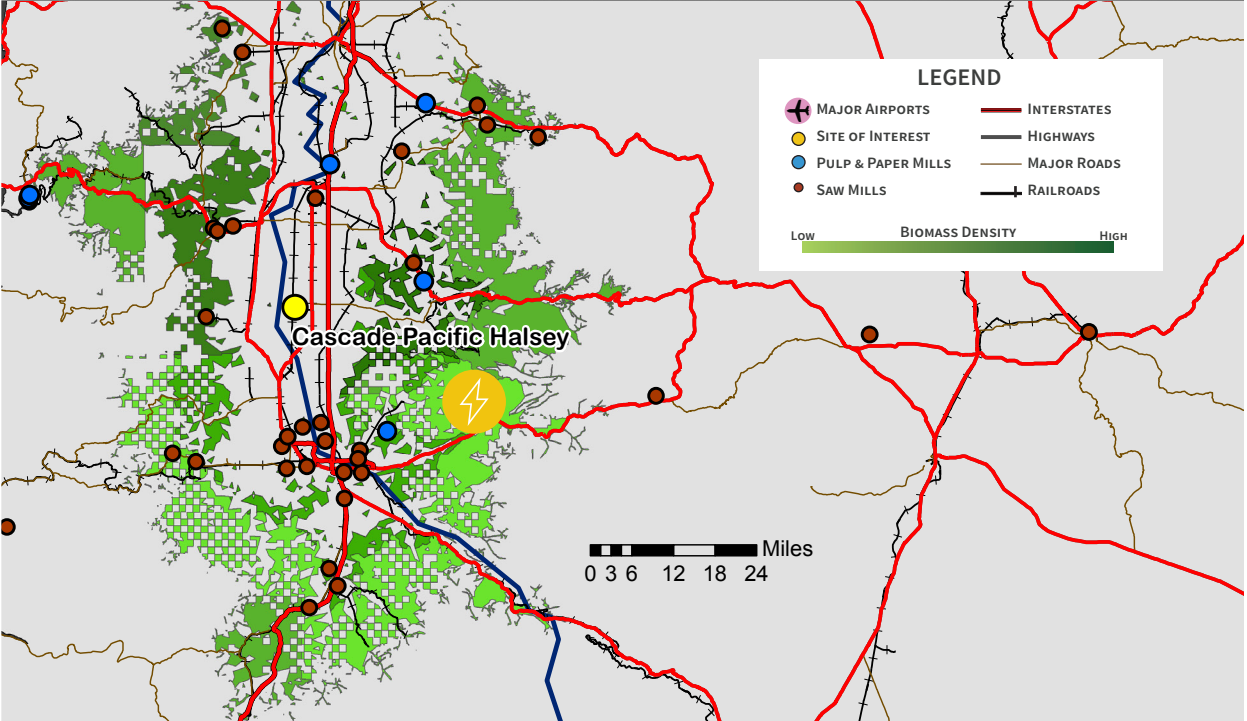 LEGEND
MAJOR AIRPORTS
INTERSTATES
SITE OF INTEREST
HIGHWAYS
PULP & PAPER MILLS
MAJOR ROADS
SAW MILLS
RAILROADS
LOW BIOMASS DENSITY HIGH
Cascade Pacific Halsey
Miles
0 3 6 12 18 24